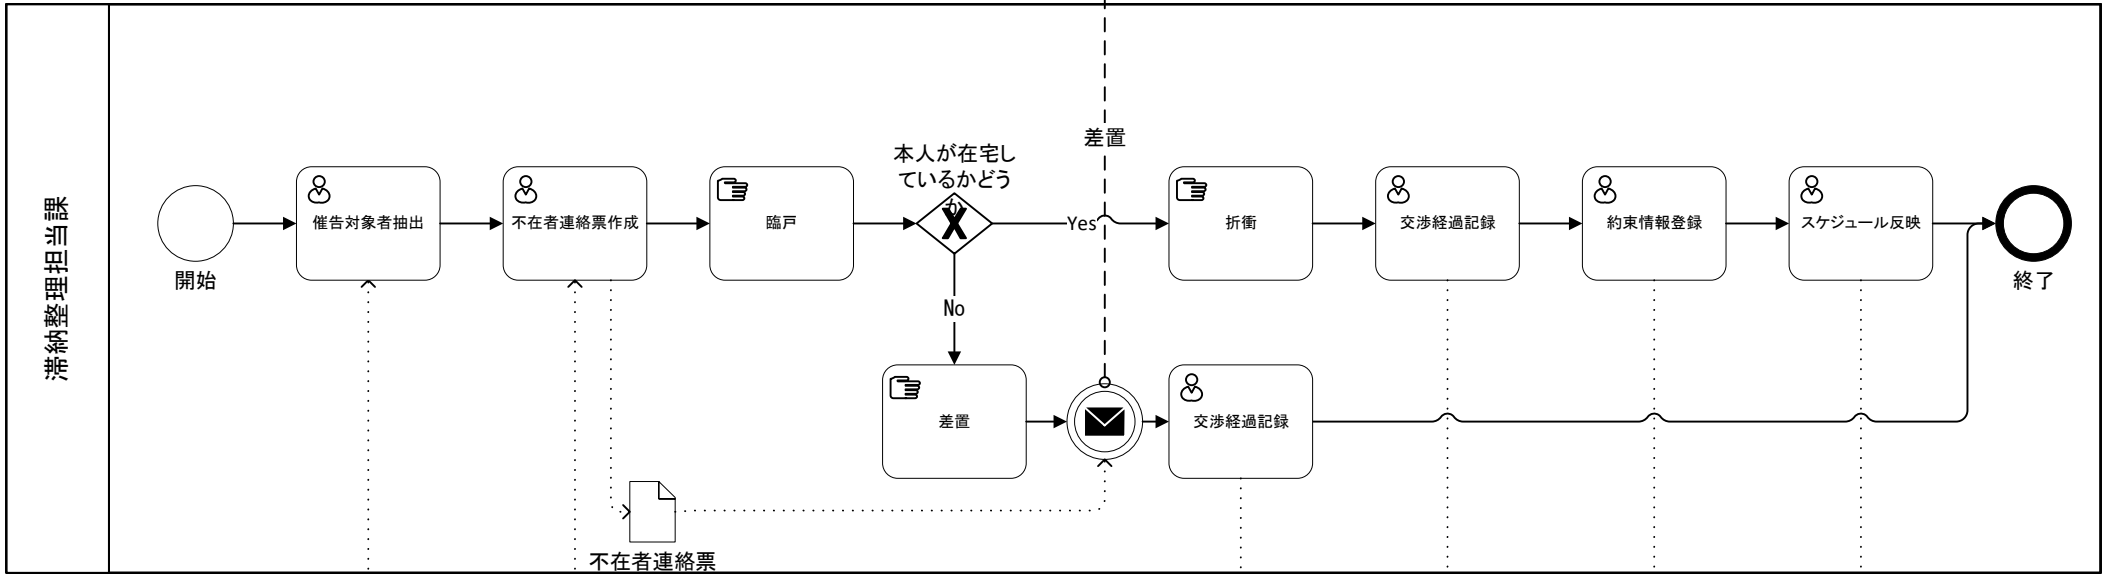 滞納整理担当課
開始
催告対象者抽出
不在者連絡票作成
臨戸
本人が在宅し
ているかどう
か
Yes
No
差置
折衝
交渉経過記録
約束情報登録
スケジュール反映
終了
差置
交渉経過記録
不在者連絡票